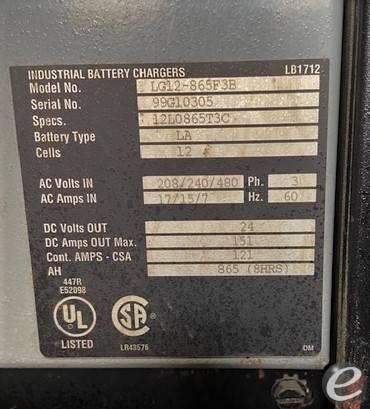 INDUSTRIAL BATTERY CHARGERS LB1712
Model No. LG12-865F3B
Serial No. 99G10305
Specs. 12L0865T3C
Battery Type LA
Cells 12
AC Volts IN 208/240/480 Ph. 3
AC Amps IN 17/15/7 Hz. 60
DC Volts OUT 24
DC Amps OUT Max. 151
Cont. AMPS - CSA 121
AH 865 (8HRS)
447R
E52098
UL
SA
LISTED LR43576 OM
e